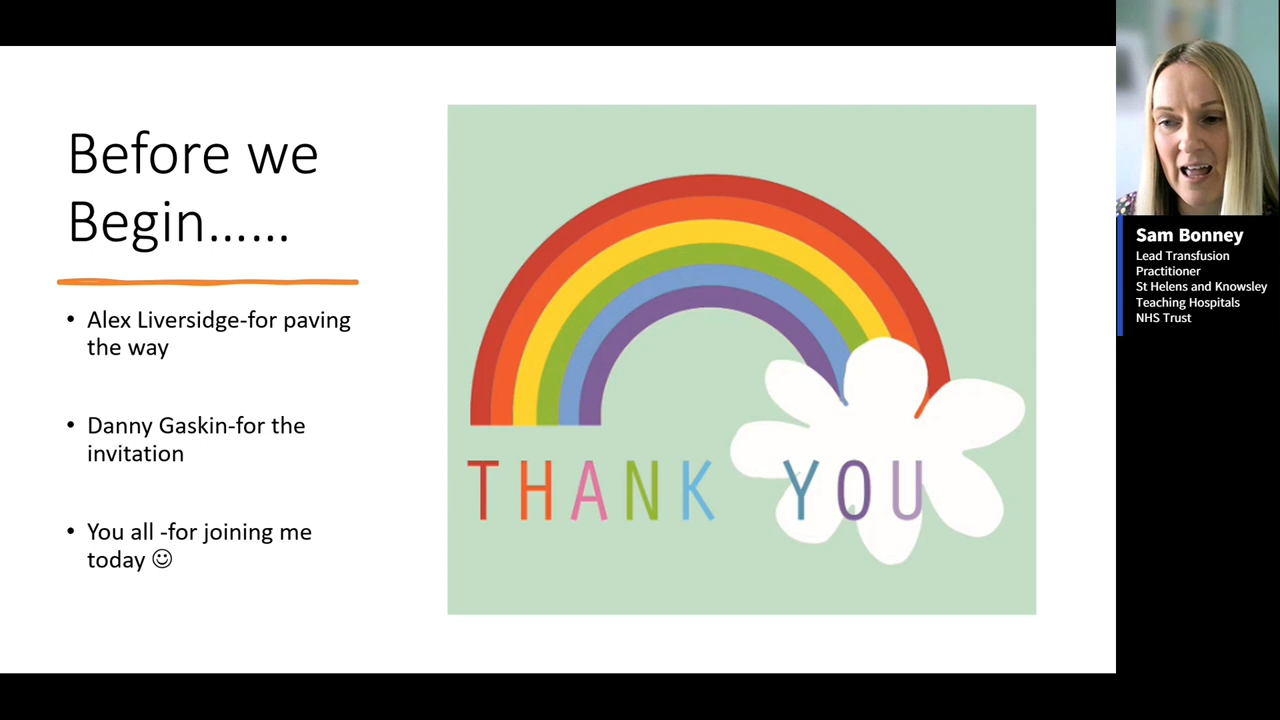 Before we
Begin......
• Alex Liversidge-for paving
the way
• Danny Gaskin-for the
invitation
• You all -for joining me
today ☺
THANK YOU
Sam Bonney
Lead Transfusion
Practitioner
St Helens and Knowsley
Teaching Hospitals
NHS Trust